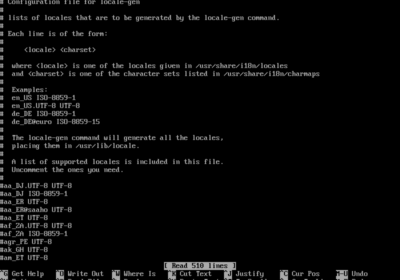 # Configuration file for locale-gen
#
# lists of locales that are to be generated by the locale-gen command.
#
# Each line is of the form:
#
#     <locale> <charset>
#
#  where <locale> is one of the locales given in /usr/share/i18n/locales
#  and <charset> is one of the character sets listed in /usr/share/i18n/charmaps
#
#  Examples:
#  en_US ISO-8859-1
#  en_US.UTF-8 UTF-8
#  de_DE ISO-8859-1
#  de_DE@euro ISO-8859-15
#
#  The locale-gen command will generate all the locales,
#  placing them in /usr/lib/locale.
#
#  A list of supported locales is included in this file.
#  Uncomment the ones you need.
#
#aa_DJ.UTF-8 UTF-8
#aa_DJ ISO-8859-1
#aa_ER UTF-8
#aa_ER@saaho UTF-8
#aa_ET UTF-8
#af_ZA.UTF-8 UTF-8
#af_ZA ISO-8859-1
#agr_PE UTF-8
#ak_GH UTF-8
#am_ET UTF-8
[ Read 510 lines ]
^G Get Help ^O Write Out ^W Where Is ^K Cut Text ^J Justify ^C Cur Pos M-U Undo